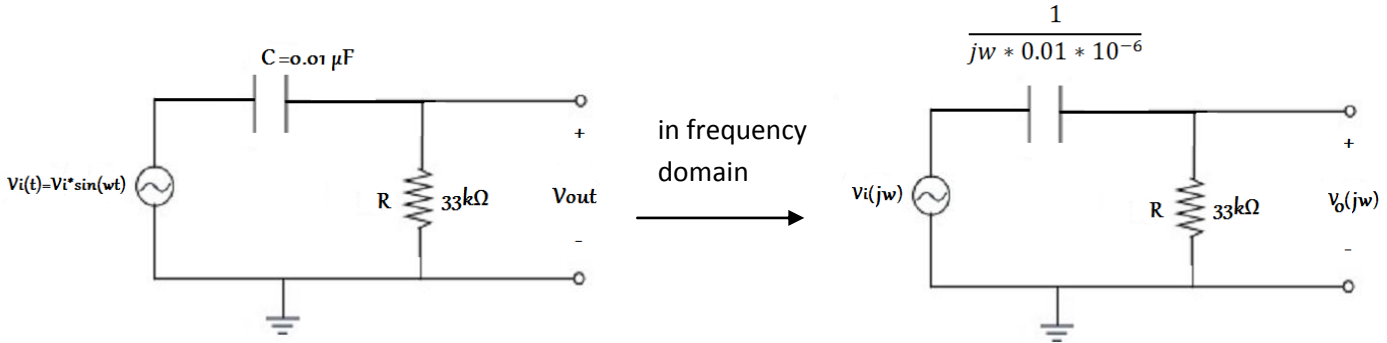 C=0.01 µF
Vi(t)=Vi*sin(wt)
R
33kΩ
+
Vout
-
in frequency
domain
1
jw * 0.01 * 10⁻⁶
Vi(jw)
R
33kΩ
+
Vo(jw)
-